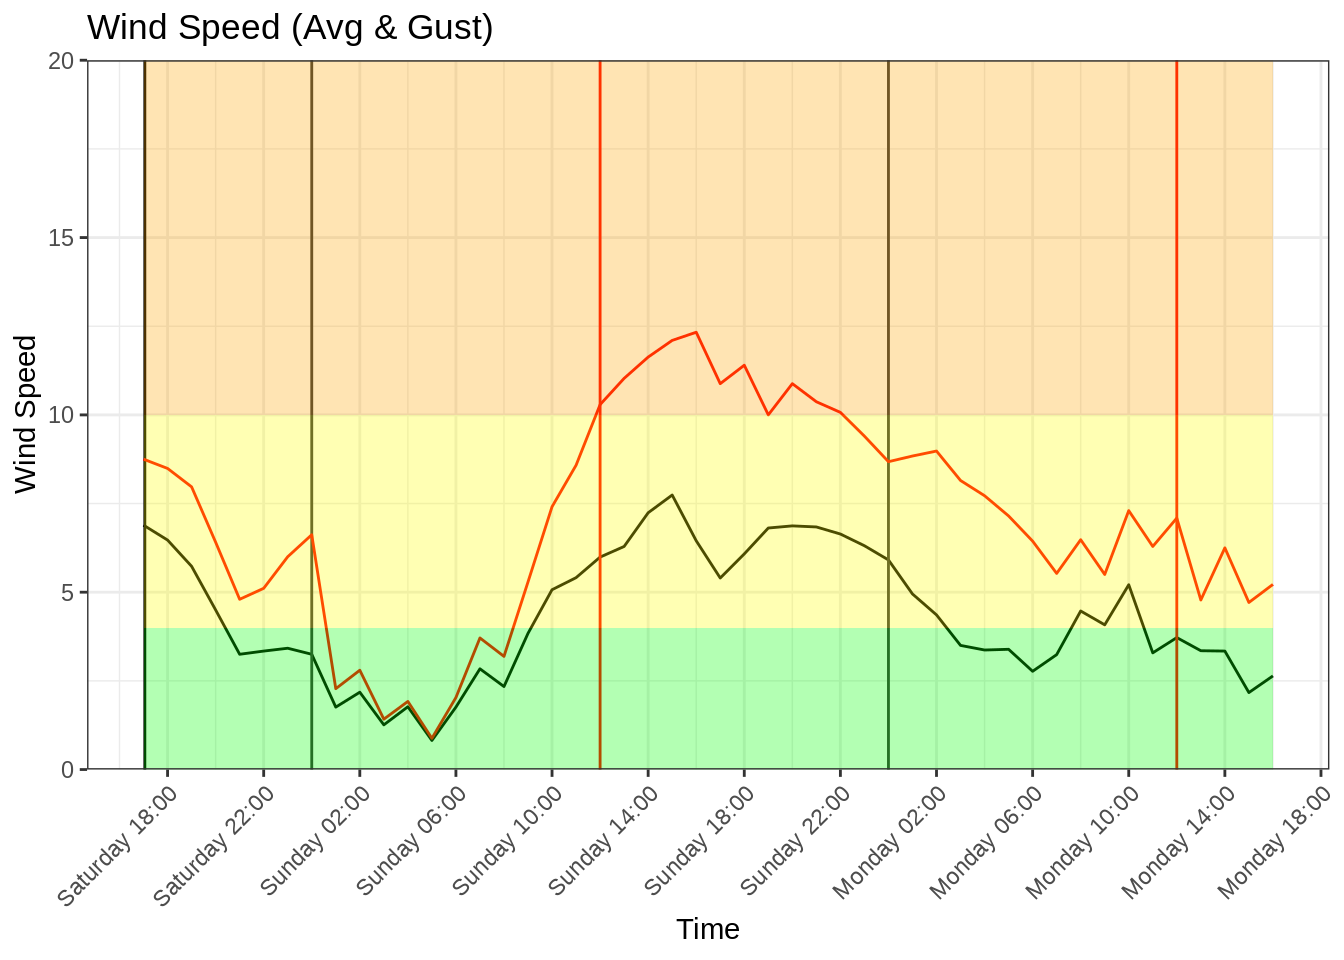 Wind Speed (Avg & Gust)
Wind Speed
20
15
10
5
0
Saturday 18:00
Saturday 22:00
Sunday 02:00
Sunday 06:00
Sunday 10:00
Sunday 14:00
Sunday 18:00
Sunday 22:00
Monday 02:00
Monday 06:00
Monday 10:00
Monday 14:00
Monday 18:00
Time